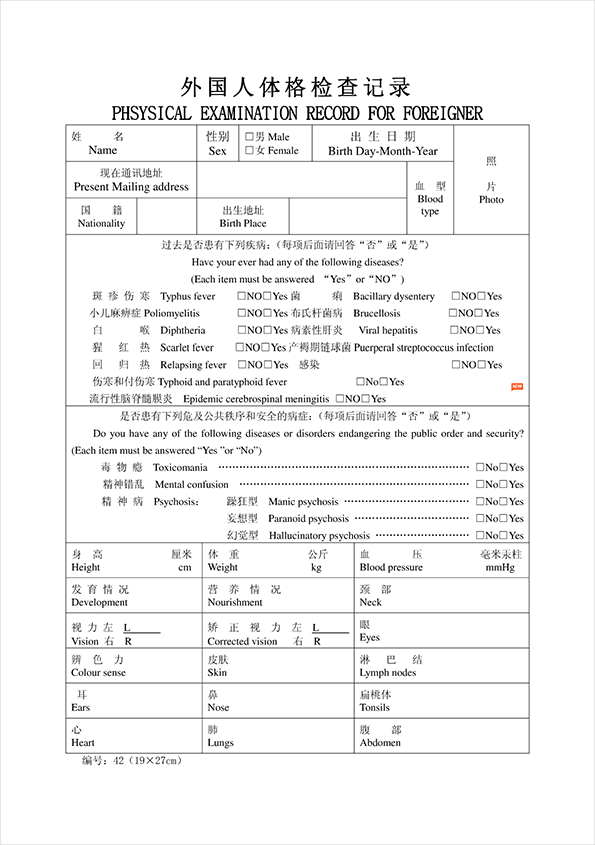 外国人体格检查记录
PHSYSICAL EXAMINATION RECORD FOR FOREIGNER
姓 名 性别 □男 Male 出 生 日 期 照
Name Sex □女 Female Birth Day-Month-Year
现在通讯地址 血 型 片
Present Mailing address Blood type Photo
国 籍 出生地址
Nationality Birth Place
过去是否患有下列疾病：（每项后面请回答“否”或“是”）
Havc your ever had any of the following diseases?
(Each item must be answered “Yes”or“NO”)
斑 疹 伤 寒 Typhus fever □NO□Yes 菌 痢 Bacillary dysentery □NO□Yes
小儿麻痹症 Poliomyelitis □NO□Yes 布氏杆菌病 Brucellosis □NO□Yes
白 喉 Diphtheria □NO□Yes 病素性肝炎 Viral hepatitis □NO□Yes
猩 红 热 Scarlet fever □NO□Yes 产褥期链球菌 Puerperal streptococcus infection
回 归 热 Relapsing fever □NO□Yes 感染 □NO□Yes
伤寒和付伤寒 Typhoid and paratyphoid fever □No□Yes
NEW
流行性脑脊髓膜炎 Epidemic cerebrospinal meningitis □NO□Yes
是否患有下列危及公共秩序和安全的病症：（每项后面请回答“否”或“是”）
Do you have any of the following diseases or disorders endangering the public order and security?
(Each item must be answered “Yes ”or “No”)
毒 物 瘾 Toxicomania ………………………………………………………… □No□Yes
精神错乱 Mental confusion …………………………………………………… □No□Yes
精 神 病 Psychosis： 躁狂型 Manic psychosis …………………………… □No□Yes
妄想型 Paranoid psychosis ………………………… □No□Yes
幻觉型 Hallucinatory psychosis …………………… □No□Yes
身 高 厘米 体 重 公斤 血 压 毫米汞柱
Height cm Weight kg Blood pressure mmHg
发 育 情 况 营 养 情 况 颈 部
Development Nourishment Neck
视 力 左 L 矫 正 视 力 左 L 眼
Vision 右 R Corrected vision 右 R Eyes
辨 色 力 皮肤 淋 巴 结
Colour sense Skin Lymph nodes
耳 鼻 扁桃体
Ears Nose Tonsils
心 肺 腹 部
Heart Lungs Abdomen
编号：42（19×27cm）